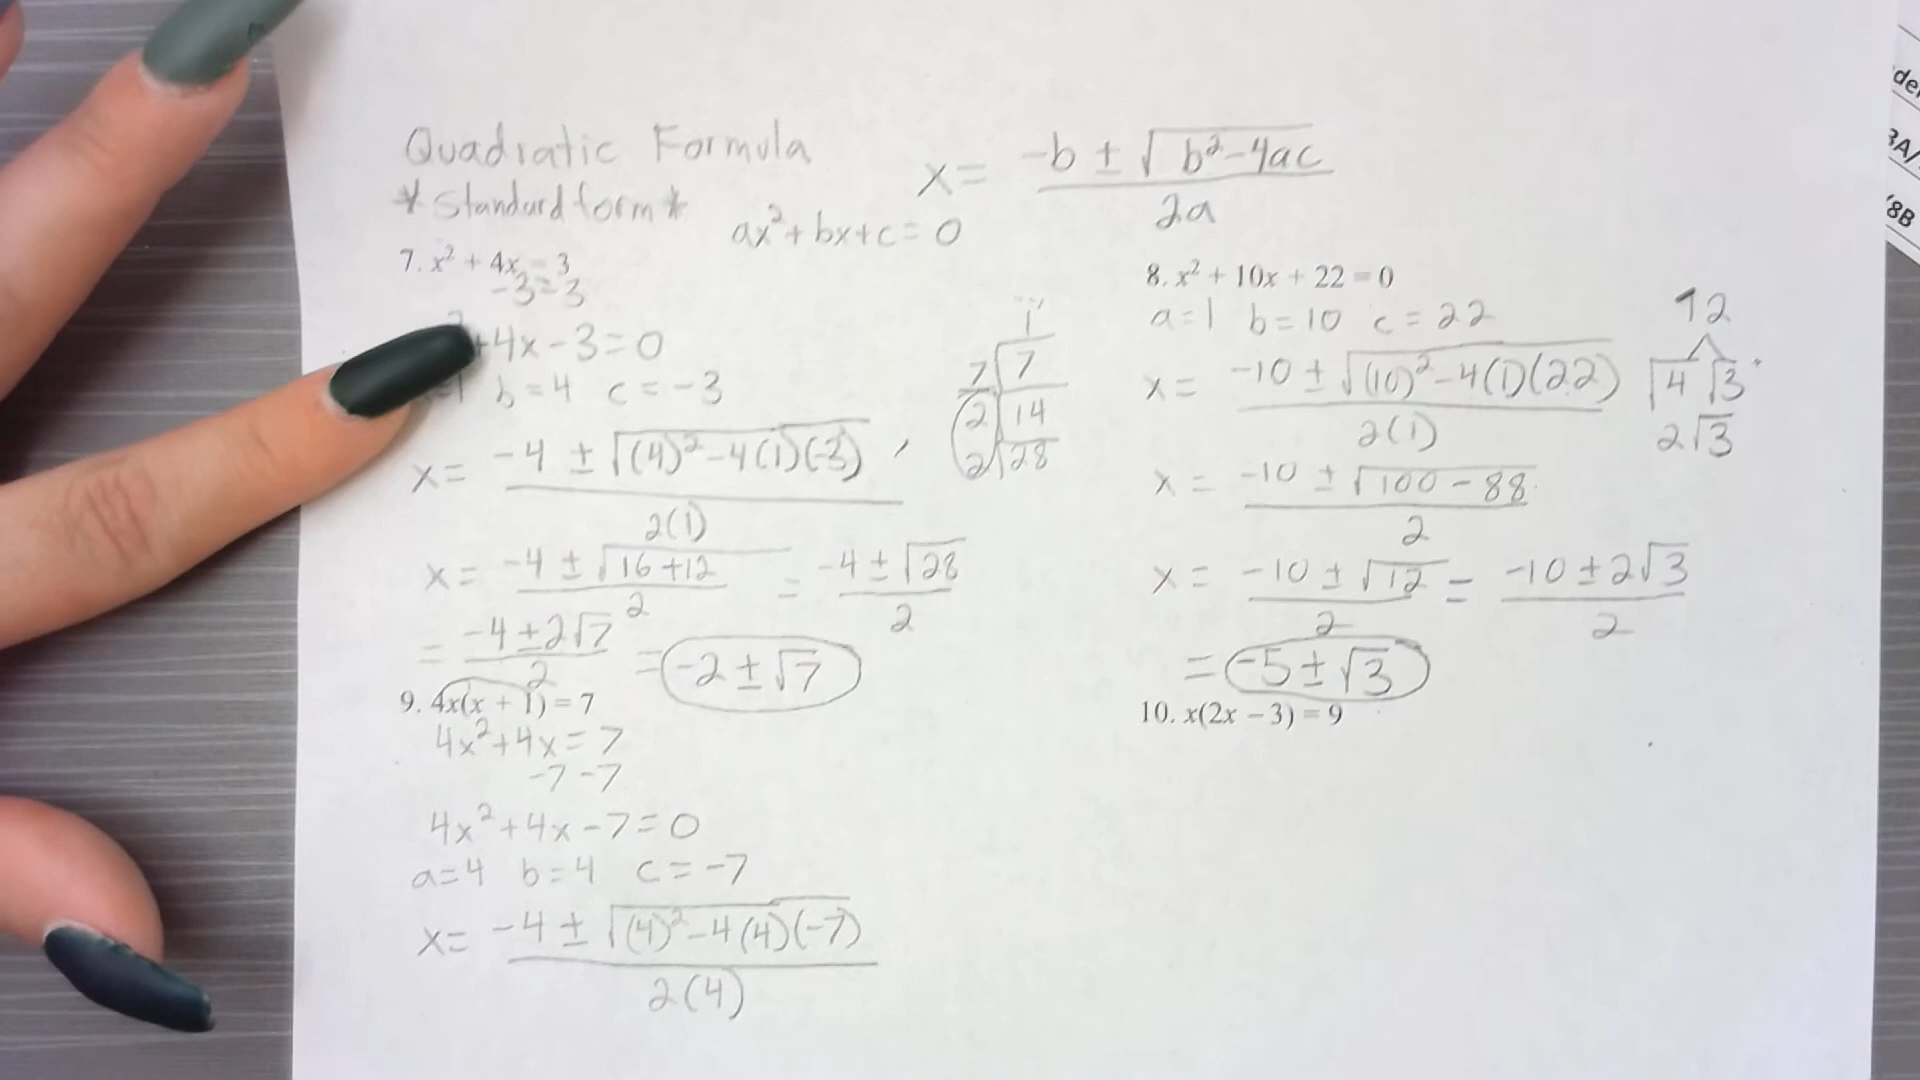 Quadratic Formula
*Standard form*
ax²+bx+c=0
x= -b ± √b²-4ac / 2a
7. x² + 4x = 3
-3=3
+4x-3=0
=1 b=4 c=-3
x= -4 ± √(4)²-4(1)(-3) / 2(1)
1
7 7
2 14
2 28
x= -4 ± √16+12 / 2 = -4 ± √28 / 2
= -4 ± 2√7 / 2 = -2 ± √7
8. x² + 10x + 22 = 0
a=1 b=10 c=22
x= -10 ± √(10)²-4(1)(22) / 2(1)
12
√4 √3
2√3
x= -10 ± √100-88 / 2
x= -10 ± √12 / 2 = -10 ± 2√3 / 2
= -5 ± √3
9. 4x(x + 1) = 7
4x²+4x=7
-7 -7
4x²+4x-7=0
a=4 b=4 c=-7
x= -4 ± √(4)²-4(4)(-7) / 2(4)
10. x(2x − 3) = 9
3A/
8B